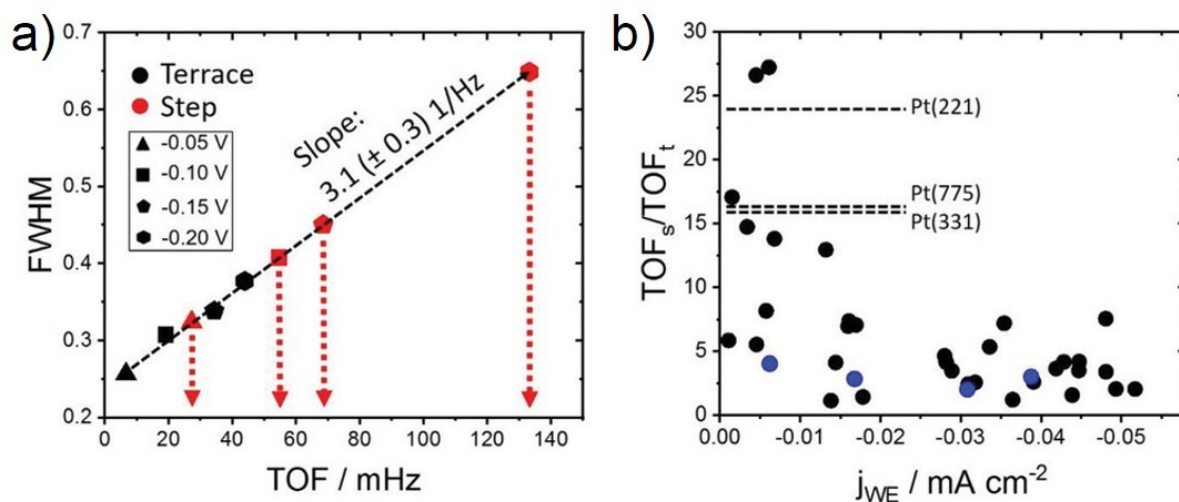 a)
0.7
0.6
0.5
0.4
0.3
0.2
FWHM
Terrace
Step
-0.05 V
-0.10 V
-0.15 V
-0.20 V
Slope:
3.1 (± 0.3) 1/Hz
0 20 40 60 80 100 120 140
TOF / mHz
b)
30
25
20
15
10
5
0
TOFₛ/TOFₜ
Pt(221)
Pt(775)
Pt(331)
0.00 -0.01 -0.02 -0.03 -0.04 -0.05
j_WE / mA cm⁻²